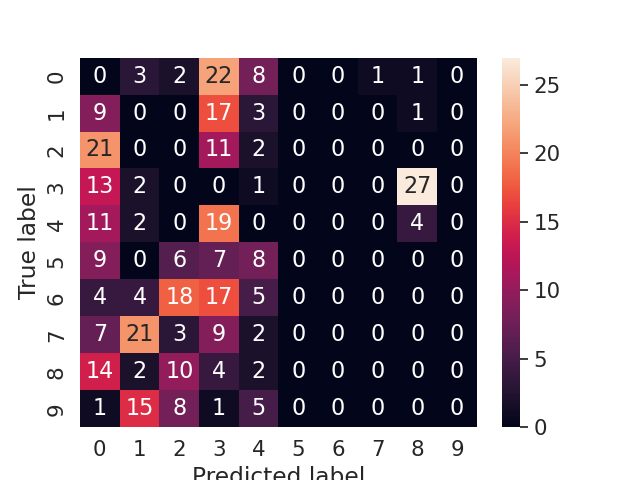 0 0 3 2 22 8 0 0 1 1 0
1 9 0 0 17 3 0 0 0 1 0
2 21 0 0 11 2 0 0 0 0 0
3 13 2 0 0 1 0 0 0 27 0
4 11 2 0 19 0 0 0 0 4 0
5 9 0 6 7 8 0 0 0 0 0
6 4 4 18 17 5 0 0 0 0 0
7 7 21 3 9 2 0 0 0 0 0
8 14 2 10 4 2 0 0 0 0 0
9 1 15 8 1 5 0 0 0 0 0
0 1 2 3 4 5 6 7 8 9
Predicted label
True label
25
20
15
10
5
0